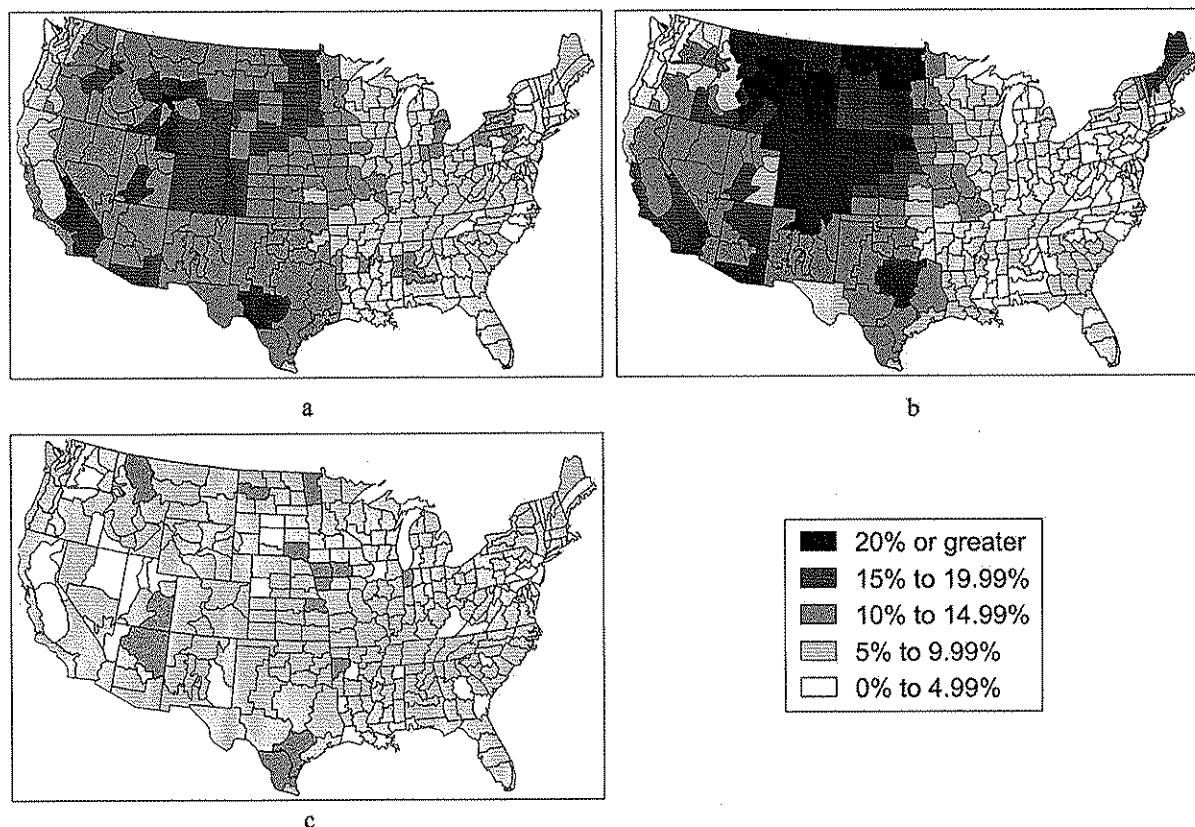 a
b
c
20% or greater
15% to 19.99%
10% to 14.99%
5% to 9.99%
0% to 4.99%